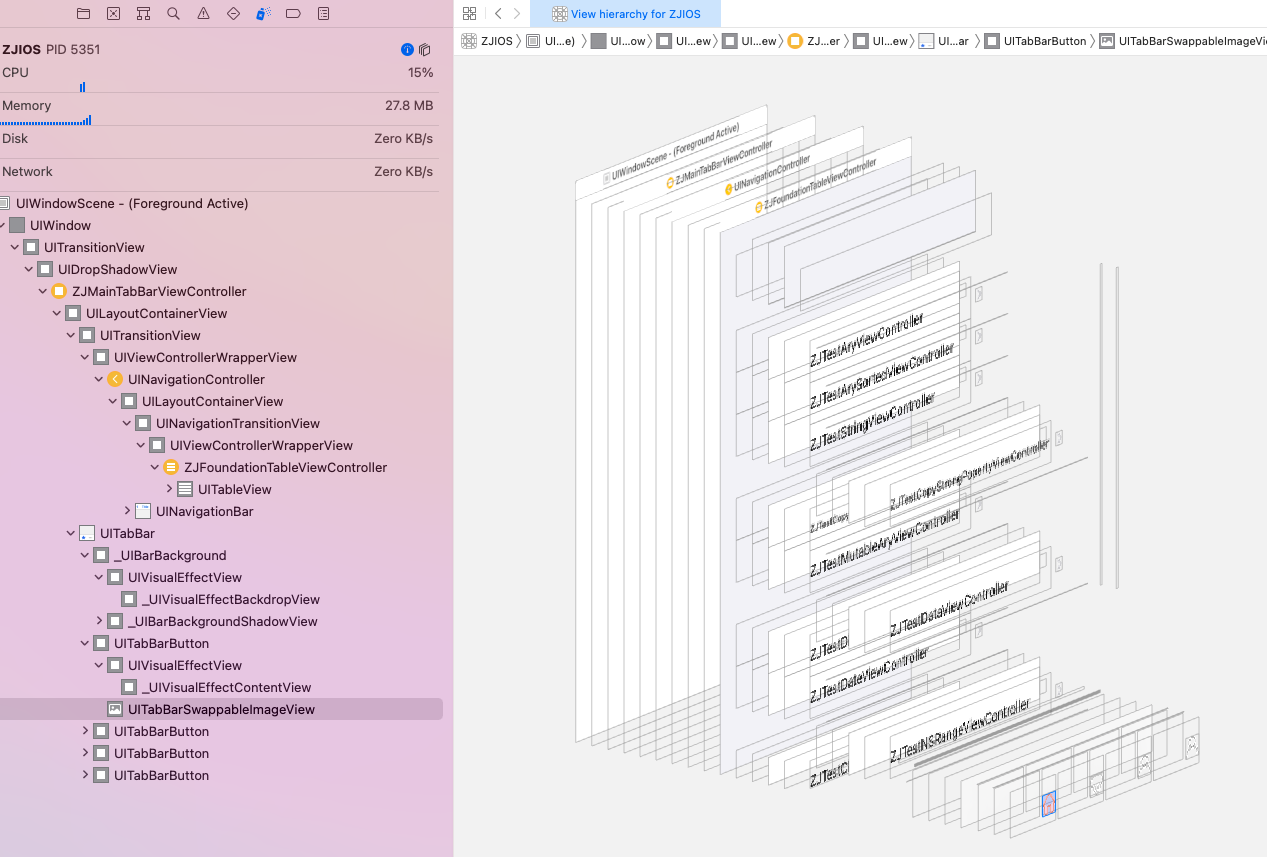 View hierarchy for ZJIOS
ZJIOS PID 5351
ZJIOS
UI...e)
UI...ow
UI...ew
UI...ew
ZJ...er
UI...ew
UI...ar
UITabBarButton
CPU
15%
Memory
27.8 MB
Disk
Zero KB/s
Network
Zero KB/s
UIWindowScene - (Foreground Active)
UIWindow
UITransitionView
UIDropShadowView
ZJMainTabBarViewController
UILayoutContainerView
UITransitionView
UIViewControllerWrapperView
UINavigationController
UILayoutContainerView
UINavigationTransitionView
UIViewControllerWrapperView
ZJFoundationTableViewController
UITableView
UINavigationBar
UITabBar
_UIBarBackground
UIVisualEffectView
_UIVisualEffectBackdropView
_UIBarBackgroundShadowView
UITabBarButton
UIVisualEffectView
_UIVisualEffectContentView
UITabBarSwappableImageView
UITabBarButton
UITabBarButton
UITabBarButton
UIWindowScene - (Foreground Active)
ZJMainTabBarViewController
UINavigationController
ZJFoundationTableViewController
ZJTestAryViewController
ZJTestArySortedViewController
ZJTestStringViewController
ZJTestCopyStrongPopertyViewController
ZJTestCopy
ZJTestMutableAryViewController
ZJTestDataViewController
ZJTestD
ZJTestDateViewController
ZJTestNSRangeViewController